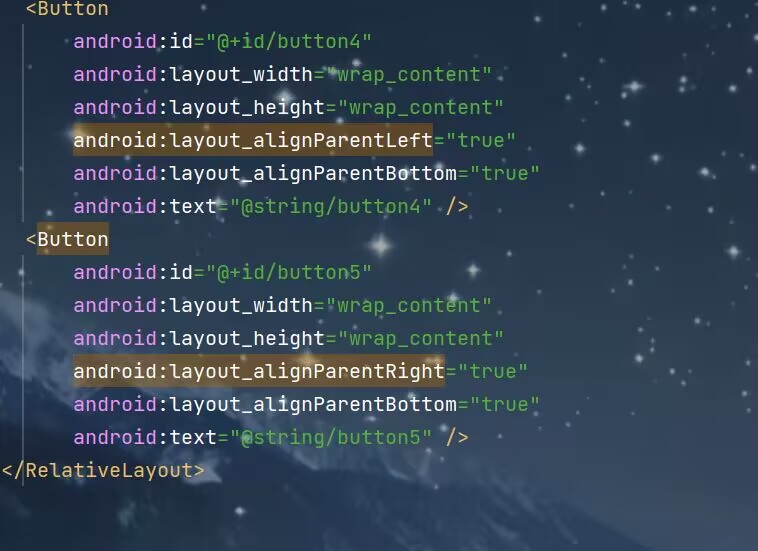 <Button
android:id="@+id/button4"
android:layout_width="wrap_content"
android:layout_height="wrap_content"
android:layout_alignParentLeft="true"
android:layout_alignParentBottom="true"
android:text="@string/button4" />
<Button
android:id="@+id/button5"
android:layout_width="wrap_content"
android:layout_height="wrap_content"
android:layout_alignParentRight="true"
android:layout_alignParentBottom="true"
android:text="@string/button5" />
</RelativeLayout>